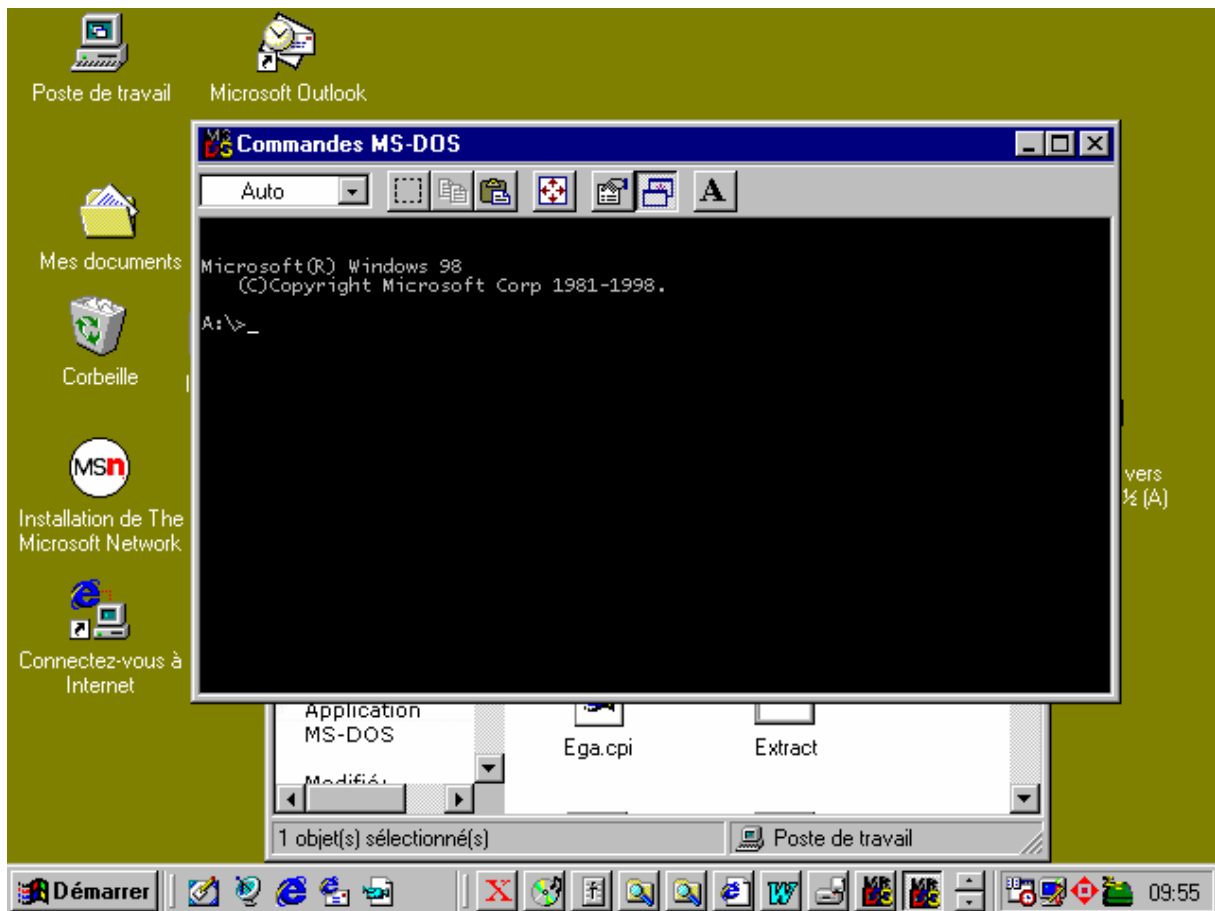 Poste de travail
Microsoft Outlook
Commandes MS-DOS
Auto
A
Mes documents
Microsoft(R) Windows 98
(C)Copyright Microsoft Corp 1981-1998.
A:\>_
Corbeille
MSn
vers
½ (A)
Installation de The
Microsoft Network
Connectez-vous à
Internet
Application
MS-DOS
Modifié :
Ega.cpi
Extract
1 objet(s) sélectionné(s)
Poste de travail
Démarrer
09:55